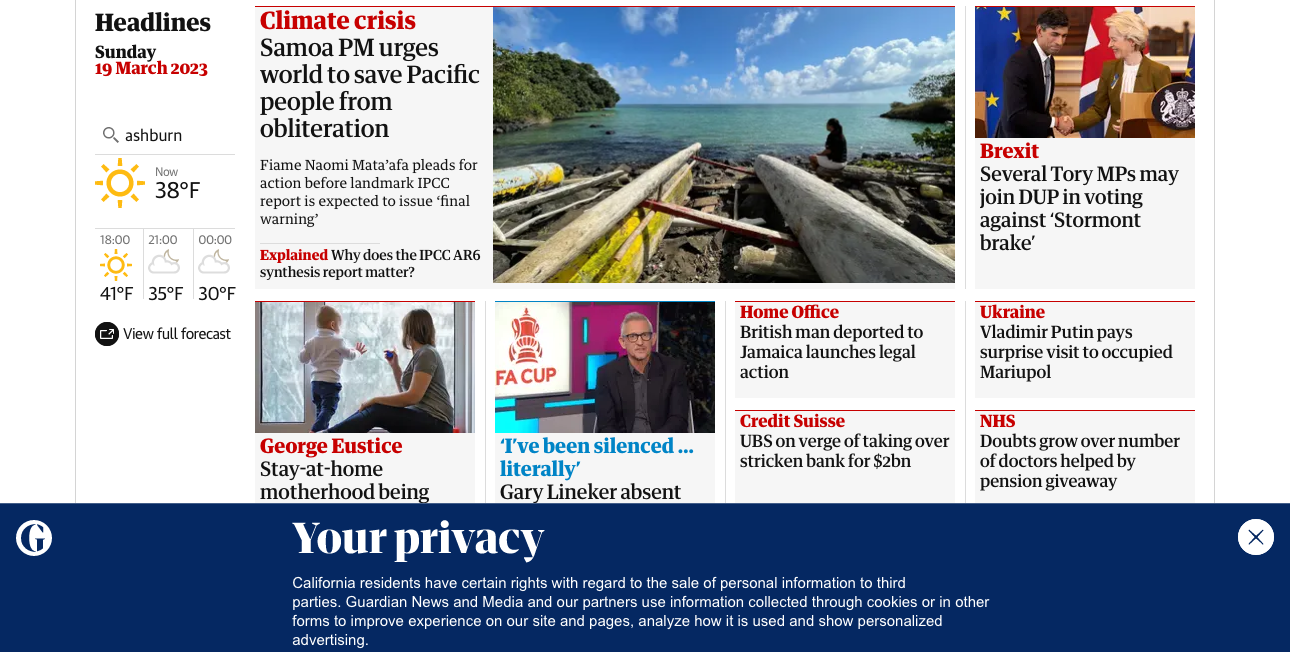 Headlines
Sunday
19 March 2023
ashburn
Now
38°F
18:00
21:00
00:00
41°F
35°F
30°F
View full forecast
Climate crisis
Samoa PM urges
world to save Pacific
people from
obliteration
Fiame Naomi Mata’afa pleads for
action before landmark IPCC
report is expected to issue ‘final
warning’
Explained Why does the IPCC AR6
synthesis report matter?
Brexit
Several Tory MPs may
join DUP in voting
against ‘Stormont
brake’
George Eustice
Stay-at-home
motherhood being
FA CUP
‘I’ve been silenced ...
literally’
Gary Lineker absent
Home Office
British man deported to
Jamaica launches legal
action
Credit Suisse
UBS on verge of taking over
stricken bank for $2bn
Ukraine
Vladimir Putin pays
surprise visit to occupied
Mariupol
NHS
Doubts grow over number
of doctors helped by
pension giveaway
G
Your privacy
California residents have certain rights with regard to the sale of personal information to third
parties. Guardian News and Media and our partners use information collected through cookies or in other
forms to improve experience on our site and pages, analyze how it is used and show personalized
advertising.